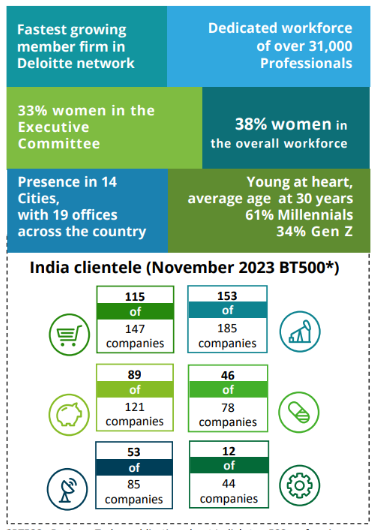 Fastest growing
member firm in
Deloitte network
Dedicated workforce
of over 31,000
Professionals
33% women in the
Executive
Committee
38% women in
the overall workforce
Presence in 14
Cities,
with 19 offices
across the country
Young at heart,
average age at 30 years
61% Millennials
34% Gen Z
India clientele (November 2023 BT500*)
115
of
147
companies
153
of
185
companies
89
of
121
companies
46
of
78
companies
53
of
85
companies
12
of
44
companies